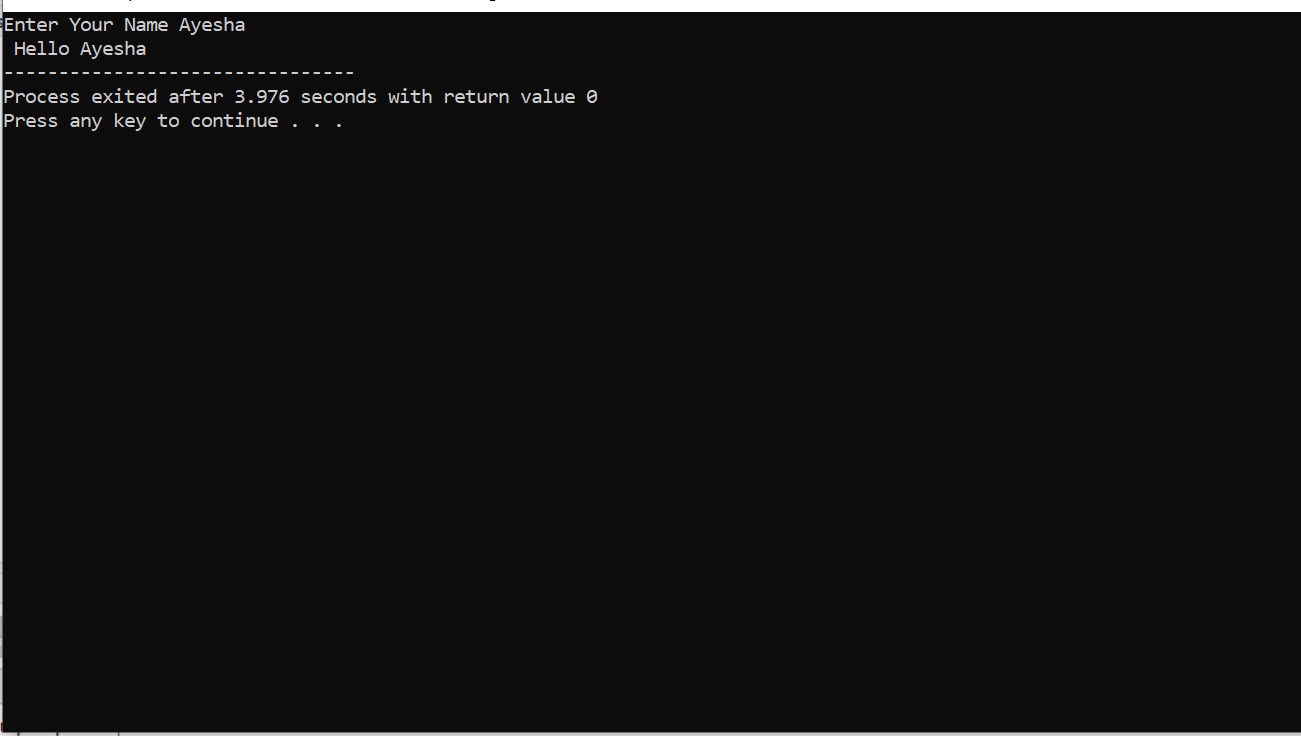 Enter Your Name Ayesha
 Hello Ayesha
--------------------------------
Process exited after 3.976 seconds with return value 0
Press any key to continue . . .